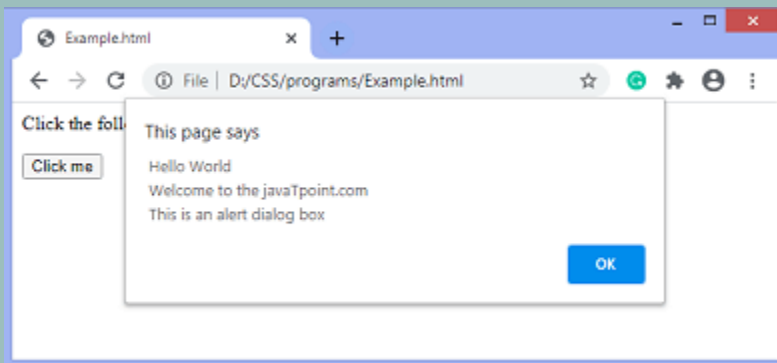 Example.html
File | D:/CSS/programs/Example.html
Click the foll
This page says
Click me
Hello World
Welcome to the javaTpoint.com
This is an alert dialog box
OK